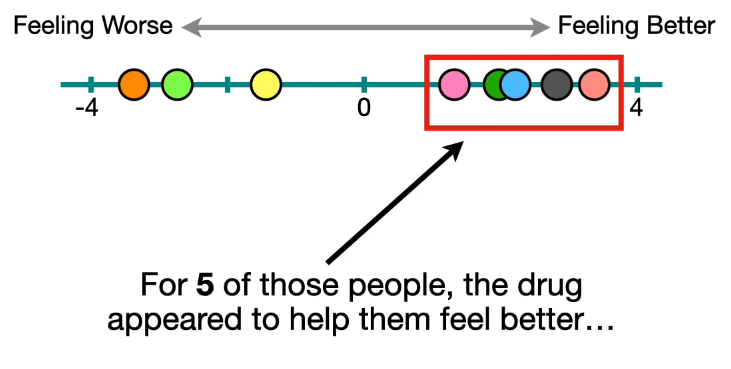 Feeling Worse Feeling Better
-4 0 4
For 5 of those people, the drug
appeared to help them feel better…